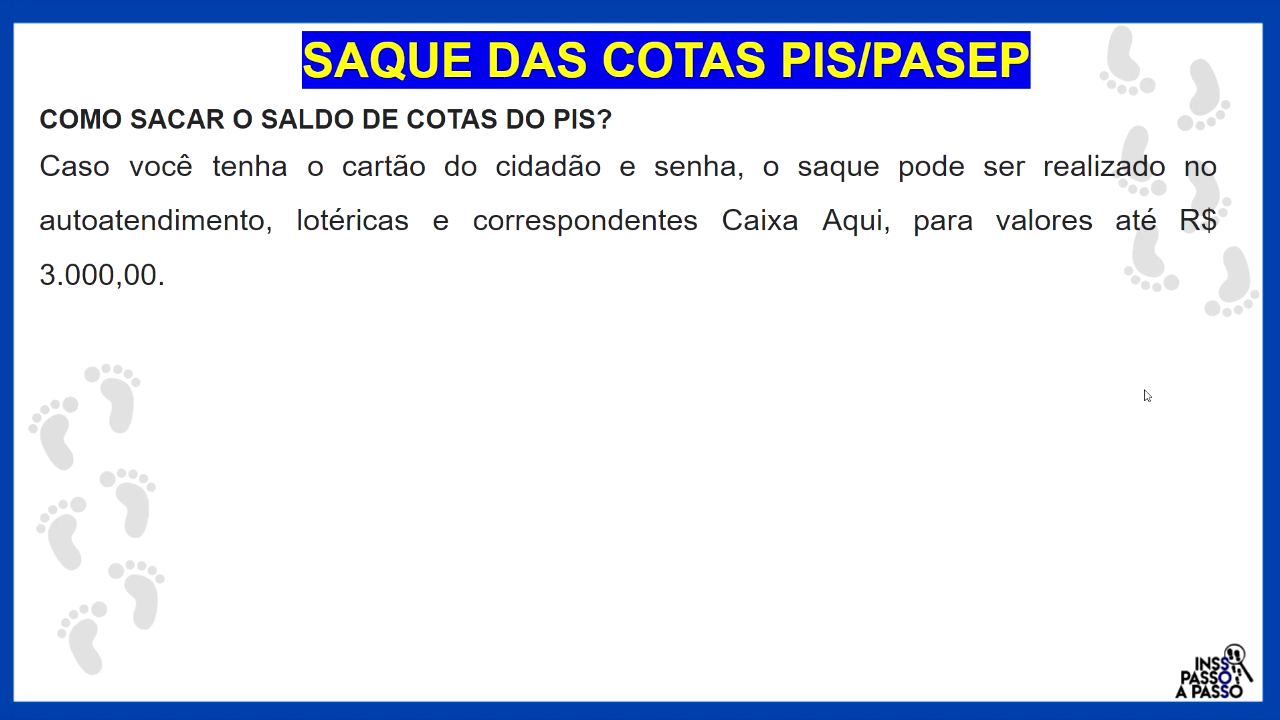 SAQUE DAS COTAS PIS/PASEP
COMO SACAR O SALDO DE COTAS DO PIS?
Caso você tenha o cartão do cidadão e senha, o saque pode ser realizado no
autoatendimento, lotéricas e correspondentes Caixa Aqui, para valores até R$
3.000,00.
INSS
PASSO
A PASSO